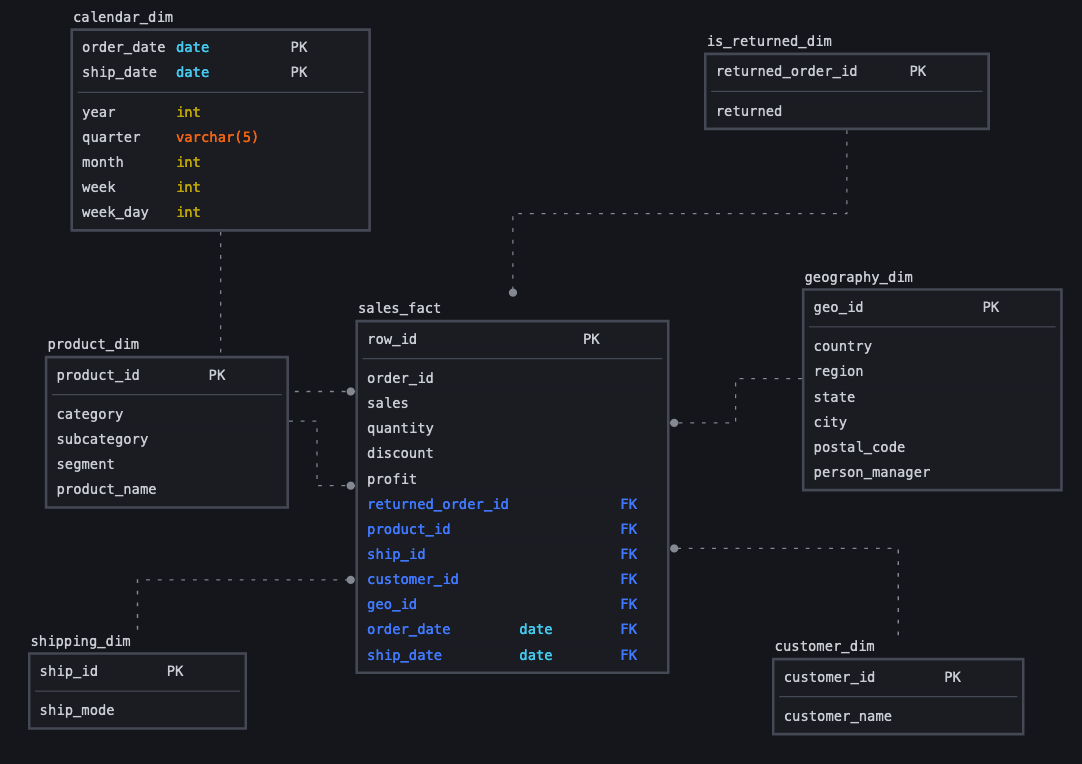 calendar_dim
order_date date PK
ship_date date PK
year int
quarter varchar(5)
month int
week int
week_day int
is_returned_dim
returned_order_id PK
returned
geography_dim
geo_id PK
country
region
state
city
postal_code
person_manager
sales_fact
row_id PK
order_id
sales
quantity
discount
profit
returned_order_id FK
product_id FK
ship_id FK
customer_id FK
geo_id FK
order_date date FK
ship_date date FK
product_dim
product_id PK
category
subcategory
segment
product_name
shipping_dim
ship_id PK
ship_mode
customer_dim
customer_id PK
customer_name